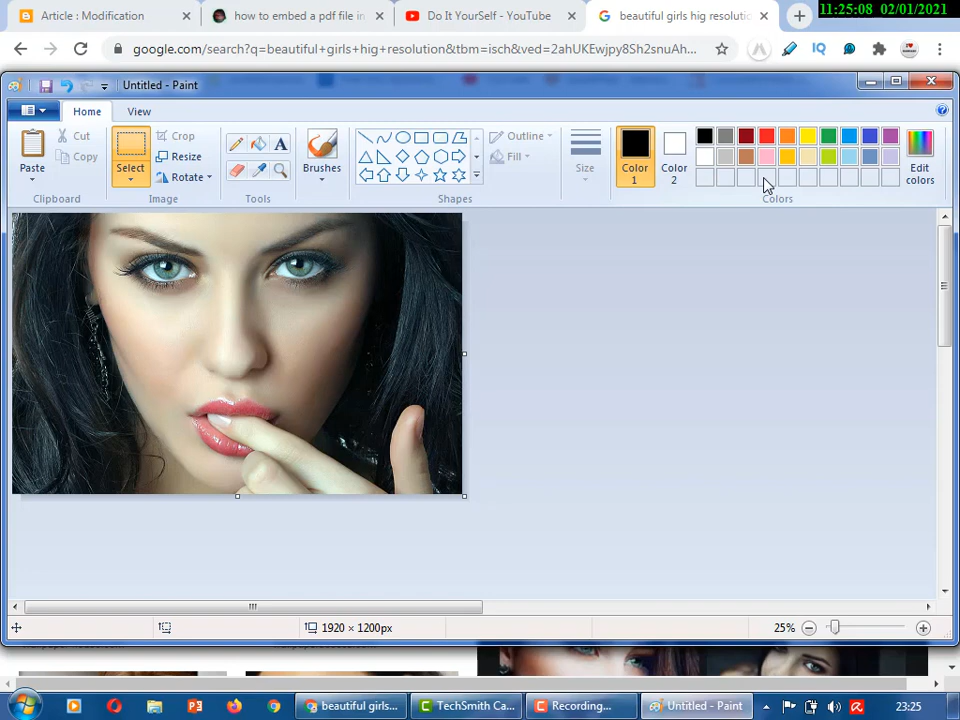 Article : Modification
how to embed a pdf file in
Do It YourSelf - YouTube
beautiful girls hig resolutio
11:25:08 02/01/2021
google.com/search?q=beautiful+girls+hig+resolution&tbm=isch&ved=2ahUKEwjpy8Sh2snuAh...
IQ
Untitled - Paint
Home
View
Paste
Cut
Copy
Select
Crop
Resize
Rotate
A
Brushes
Outline
Fill
Size
Color 1
Color 2
Edit colors
Clipboard
Image
Tools
Shapes
Colors
1920 × 1200px
25%
beautiful girls...
TechSmith Ca...
Recording...
Untitled - Paint
23:25